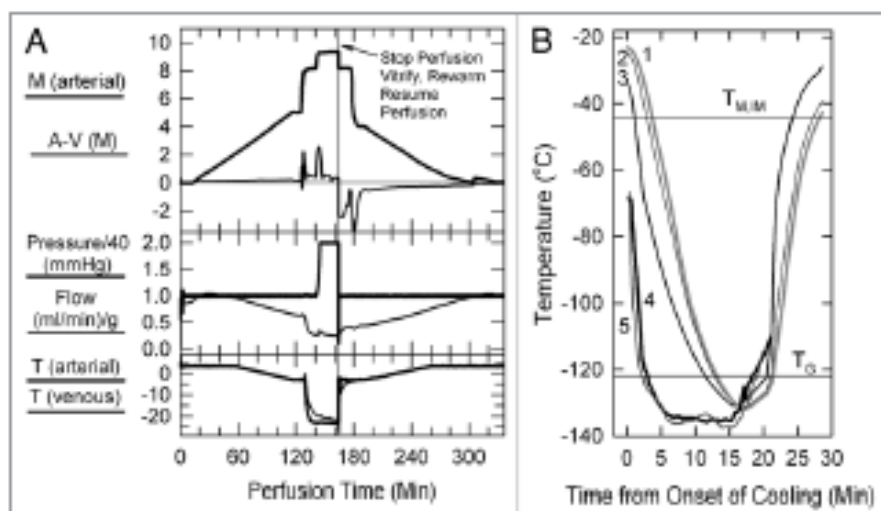 A
M (arterial)
A-V (M)
10
8
6
4
2
0
-2
Stop Perfusion
Vitrify, Rewarm
Resume
Perfusion
Pressure/40
(mmHg)
Flow
(ml/min)/g
2.0
1.5
1.0
0.5
0.0
T (arterial)
T (venous)
0
-10
-20
0 60 120 180 240 300
Perfusion Time (Min)
B
Temperature (°C)
-20
-40
-60
-80
-100
-120
-140
2 1
3
TM,IM
4
5
TG
0 5 10 15 20 25 30
Time from Onset of Cooling (Min)